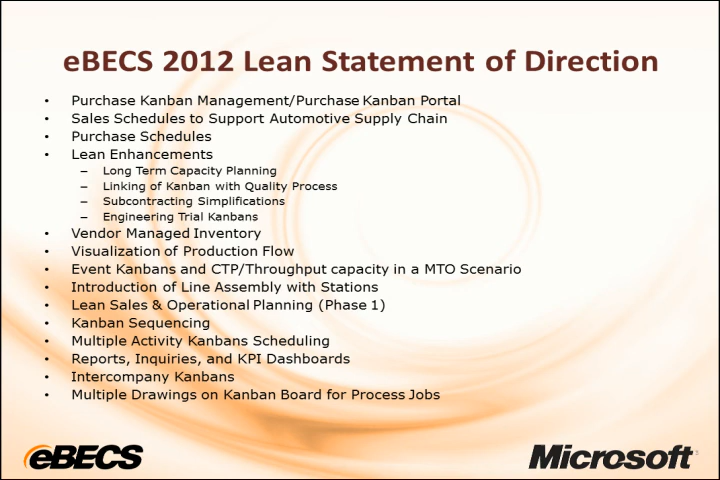 eBECS 2012 Lean Statement of Direction
• Purchase Kanban Management/Purchase Kanban Portal
• Sales Schedules to Support Automotive Supply Chain
• Purchase Schedules
• Lean Enhancements
– Long Term Capacity Planning
– Linking of Kanban with Quality Process
– Subcontracting Simplifications
– Engineering Trial Kanbans
• Vendor Managed Inventory
• Visualization of Production Flow
• Event Kanbans and CTP/Throughput capacity in a MTO Scenario
• Introduction of Line Assembly with Stations
• Lean Sales & Operational Planning (Phase 1)
• Kanban Sequencing
• Multiple Activity Kanbans Scheduling
• Reports, Inquiries, and KPI Dashboards
• Intercompany Kanbans
• Multiple Drawings on Kanban Board for Process Jobs
eBECS
Microsoft